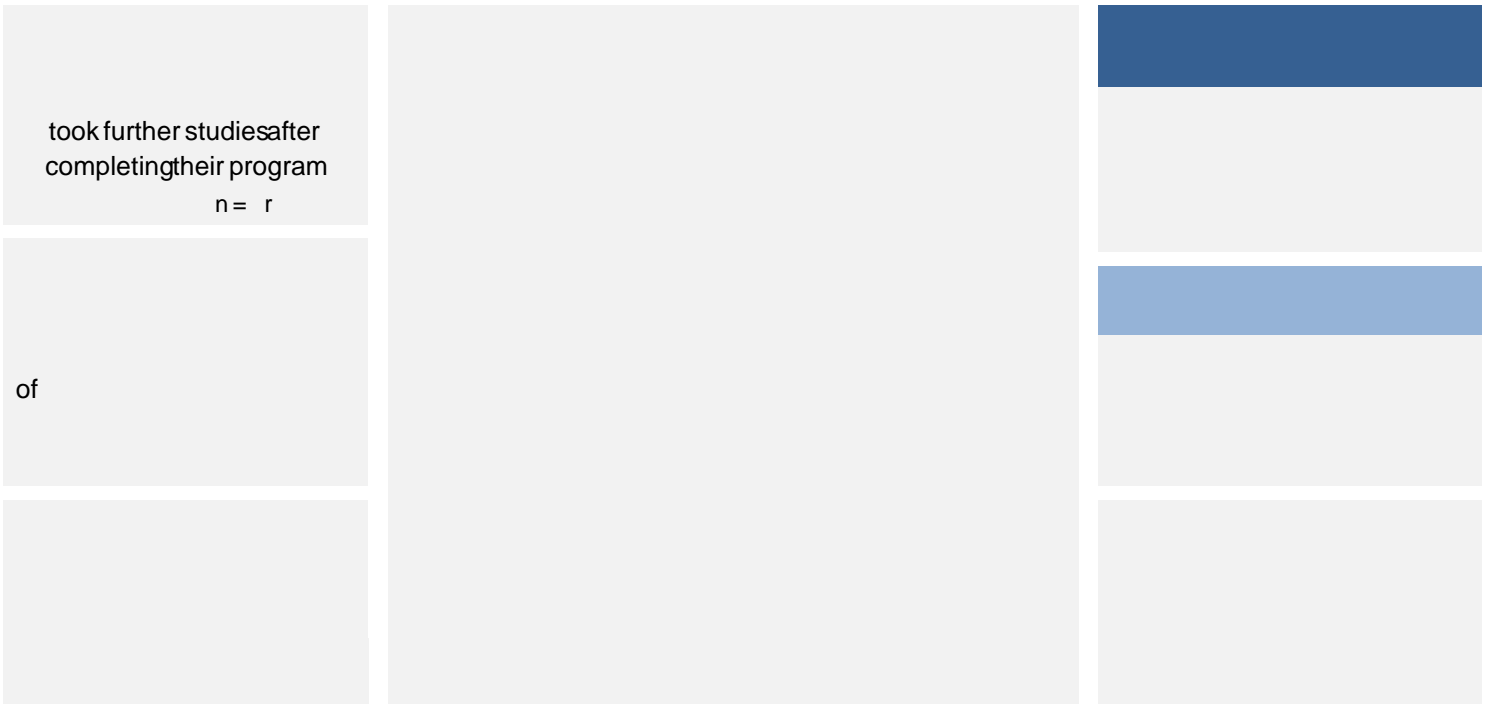 took further studiesafter
completingtheir program
n = r
of